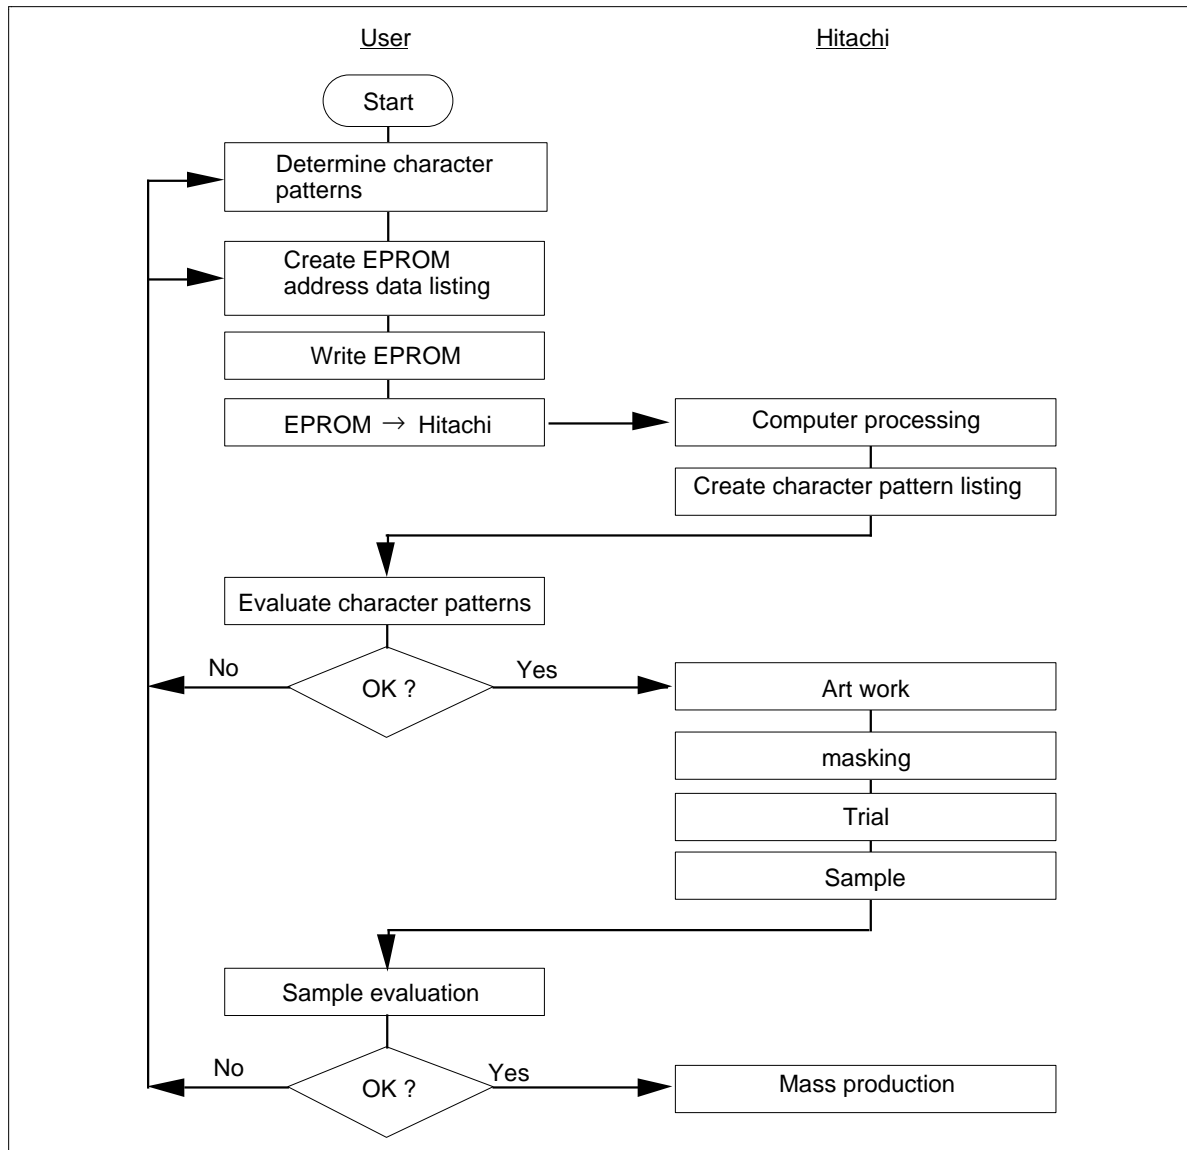 User
Hitachi
Start
Determine character
patterns
Create EPROM
address data listing
Write EPROM
EPROM → Hitachi
Computer processing
Create character pattern listing
Evaluate character patterns
No
OK ?
Yes
Art work
masking
Trial
Sample
Sample evaluation
No
OK ?
Yes
Mass production